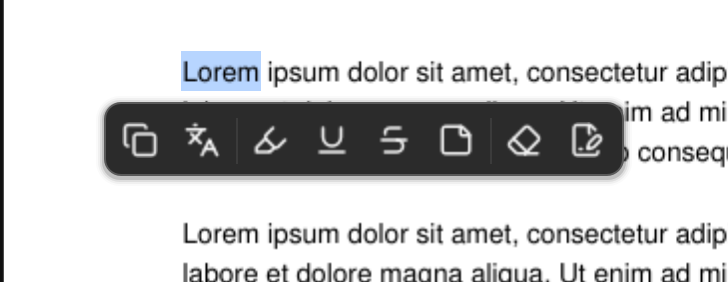 Lorem ipsum dolor sit amet, consectetur adip
im ad mi
consequ
Lorem ipsum dolor sit amet, consectetur adip
labore et dolore magna aliqua. Ut enim ad mi